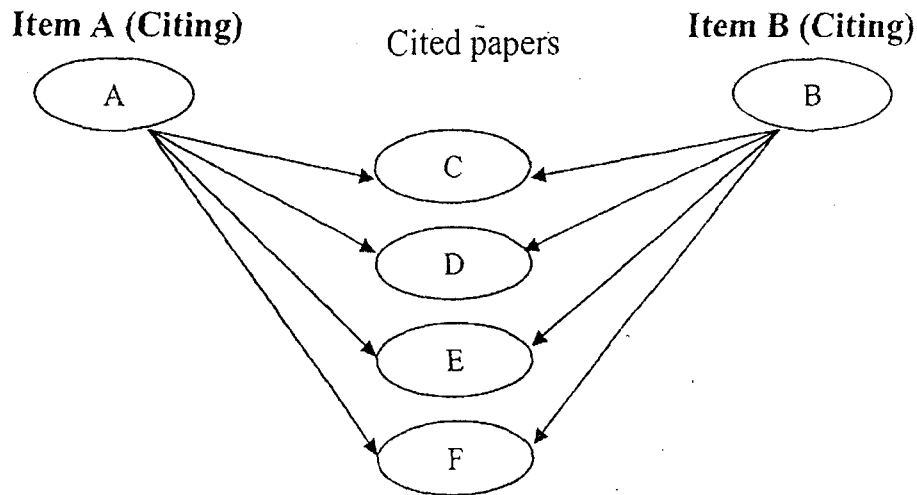 Item A (Citing)
Cited papers
Item B (Citing)
A
B
C
D
E
F